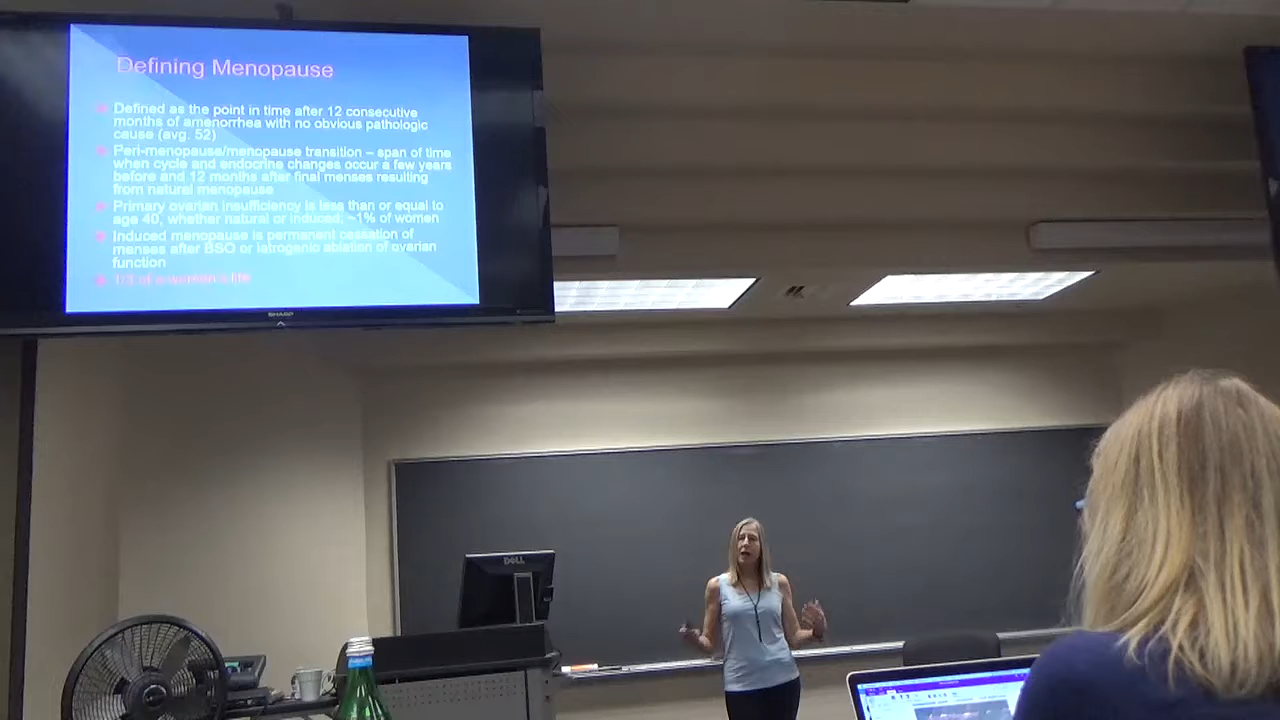 Defining Menopause
Defined as the point in time after 12 consecutive
months of amenorrhea with no obvious pathologic
cause (avg. 52)
Peri-menopause/menopause transition – span of time
when cycle and endocrine changes occur a few years
before and 12 months after final menses resulting
from natural menopause
Primary ovarian insufficiency is less than or equal to
age 40, whether natural or induced; ~1% of women
Induced menopause is permanent cessation of
menses after BSO or iatrogenic ablation of ovarian
function
1/3 of a woman's life
SHARP
DELL